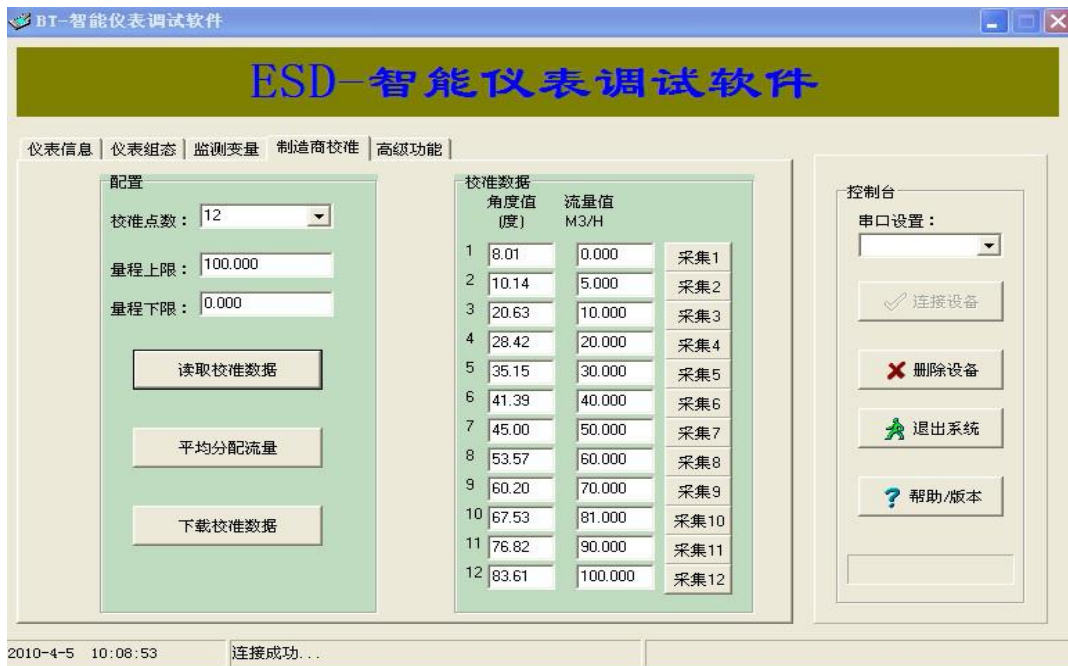 BT-智能仪表调试软件
ESD-智能仪表调试软件
仪表信息 仪表组态 监测变量 制造商校准 高级功能
配置
校准点数： 12
量程上限： 100.000
量程下限： 0.000
读取校准数据
平均分配流量
下载校准数据
校准数据
角度值 流量值
(度) M3/H
1 8.01 0.000 采集1
2 10.14 5.000 采集2
3 20.63 10.000 采集3
4 28.42 20.000 采集4
5 35.15 30.000 采集5
6 41.39 40.000 采集6
7 45.00 50.000 采集7
8 53.57 60.000 采集8
9 60.20 70.000 采集9
10 67.53 81.000 采集10
11 76.82 90.000 采集11
12 83.61 100.000 采集12
控制台
串口设置：
连接设备
删除设备
退出系统
帮助/版本
2010-4-5 10:08:53 连接成功...